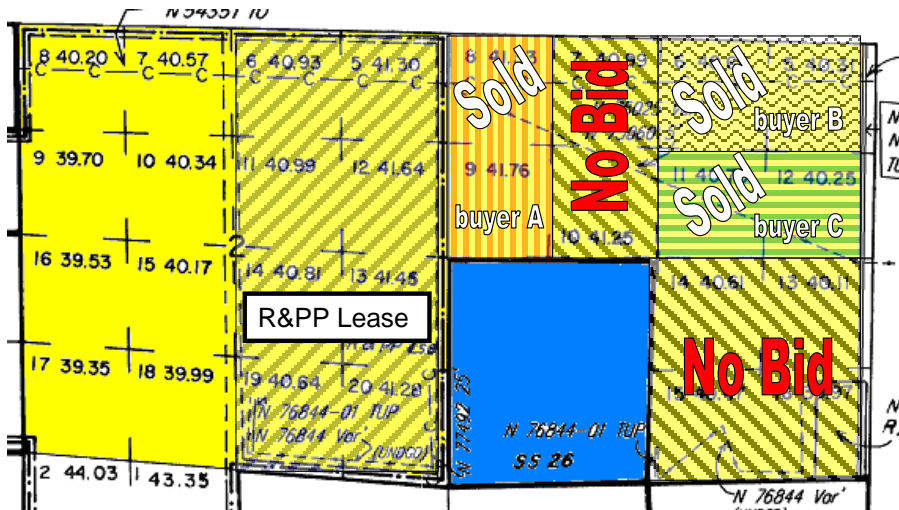 N 54351 TU
8 40.20 7 40.57 6 40.93 5 41.30 8
C C C C C C C C
Sold
No Bid
Sold
buyer B
9 39.70 10 40.34 11 40.99 12 41.64 9 41.76
12 40.25
Sold
buyer A
buyer C
10 41.25
2
16 39.53 15 40.17 14 40.81 13 41.45
14 40.61 13 40.11
R&PP Lease
No Bid
17 39.35 18 39.99 19 40.64 20 41.28
N 76844-01 TUP
N 76844 Var'
(UNDGD)
N 77492 25'
N 76844-01 TUP
SS 26
2 44.03 1 43.35
N 76844 Var'